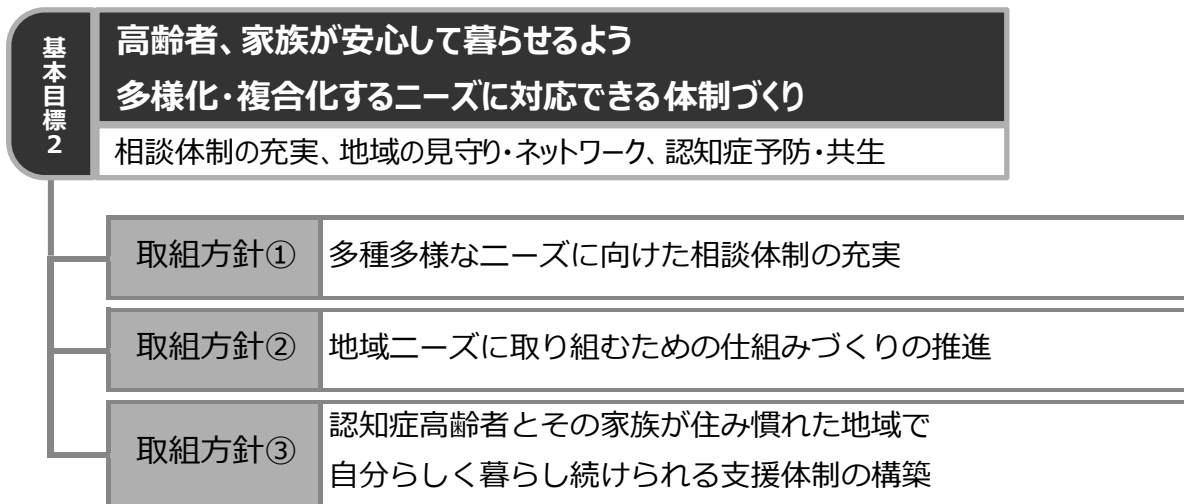 基本目標2
高齢者、家族が安心して暮らせるよう
多様化・複合化するニーズに対応できる体制づくり
相談体制の充実、地域の見守り・ネットワーク、認知症予防・共生
取組方針① 多種多様なニーズに向けた相談体制の充実
取組方針② 地域ニーズに取り組むための仕組みづくりの推進
取組方針③
認知症高齢者とその家族が住み慣れた地域で
自分らしく暮らし続けられる支援体制の構築